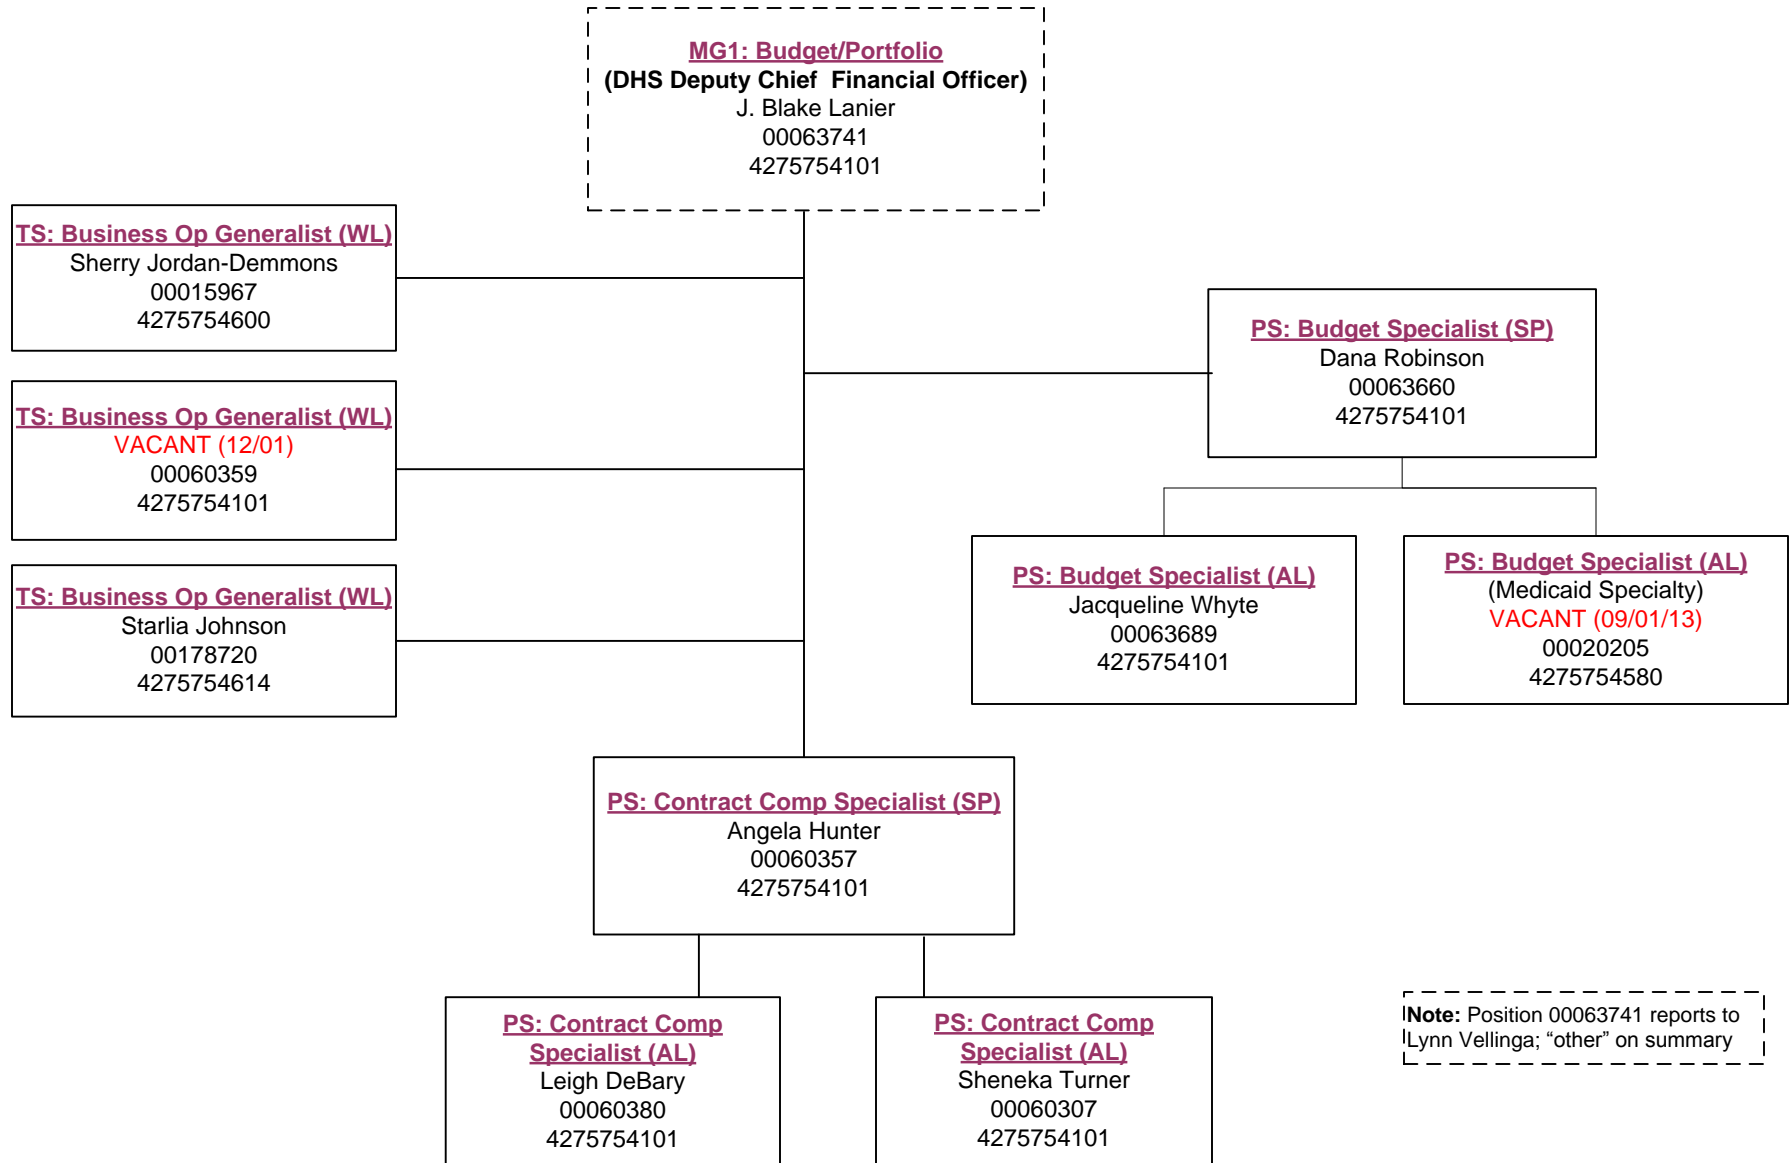 MG1: Budget/Portfolio
(DHS Deputy Chief  Financial Officer)
J. Blake Lanier
00063741
4275754101
TS: Business Op Generalist (WL)
Sherry Jordan-Demmons
00015967
4275754600
PS: Budget Specialist (SP)
Dana Robinson
00063660
4275754101
TS: Business Op Generalist (WL)
VACANT (12/01)
00060359
4275754101
PS: Budget Specialist (AL)
Jacqueline Whyte
00063689
4275754101
PS: Budget Specialist (AL)
(Medicaid Specialty)
VACANT (09/01/13)
00020205
4275754580
TS: Business Op Generalist (WL)
Starlia Johnson
00178720
4275754614
PS: Contract Comp Specialist (SP)
Angela Hunter
00060357
4275754101
PS: Contract Comp
Specialist (AL)
Leigh DeBary
00060380
4275754101
PS: Contract Comp
Specialist (AL)
Sheneka Turner
00060307
4275754101
Note: Position 00063741 reports to
Lynn Vellinga; “other” on summary